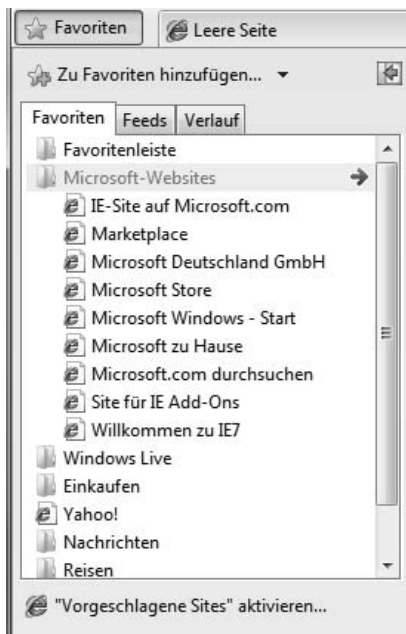 Favoriten
Leere Seite
Zu Favoriten hinzufügen...
Favoriten
Feeds
Verlauf
Favoritenleiste
Microsoft-Websites
IE-Site auf Microsoft.com
Marketplace
Microsoft Deutschland GmbH
Microsoft Store
Microsoft Windows - Start
Microsoft zu Hause
Microsoft.com durchsuchen
Site für IE Add-Ons
Willkommen zu IE7
Windows Live
Einkaufen
Yahoo!
Nachrichten
Reisen
"Vorgeschlagene Sites" aktivieren...